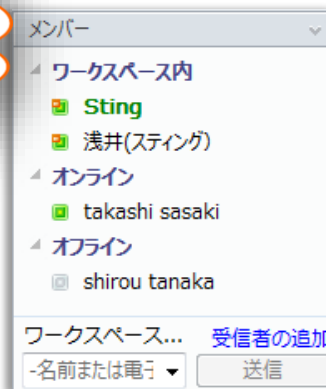 メンバー
ワークスペース内
Sting
浅井(スティング)
オンライン
takashi sasaki
オフライン
shirou tanaka
ワークスペース... 受信者の追加
-名前または電子 送信